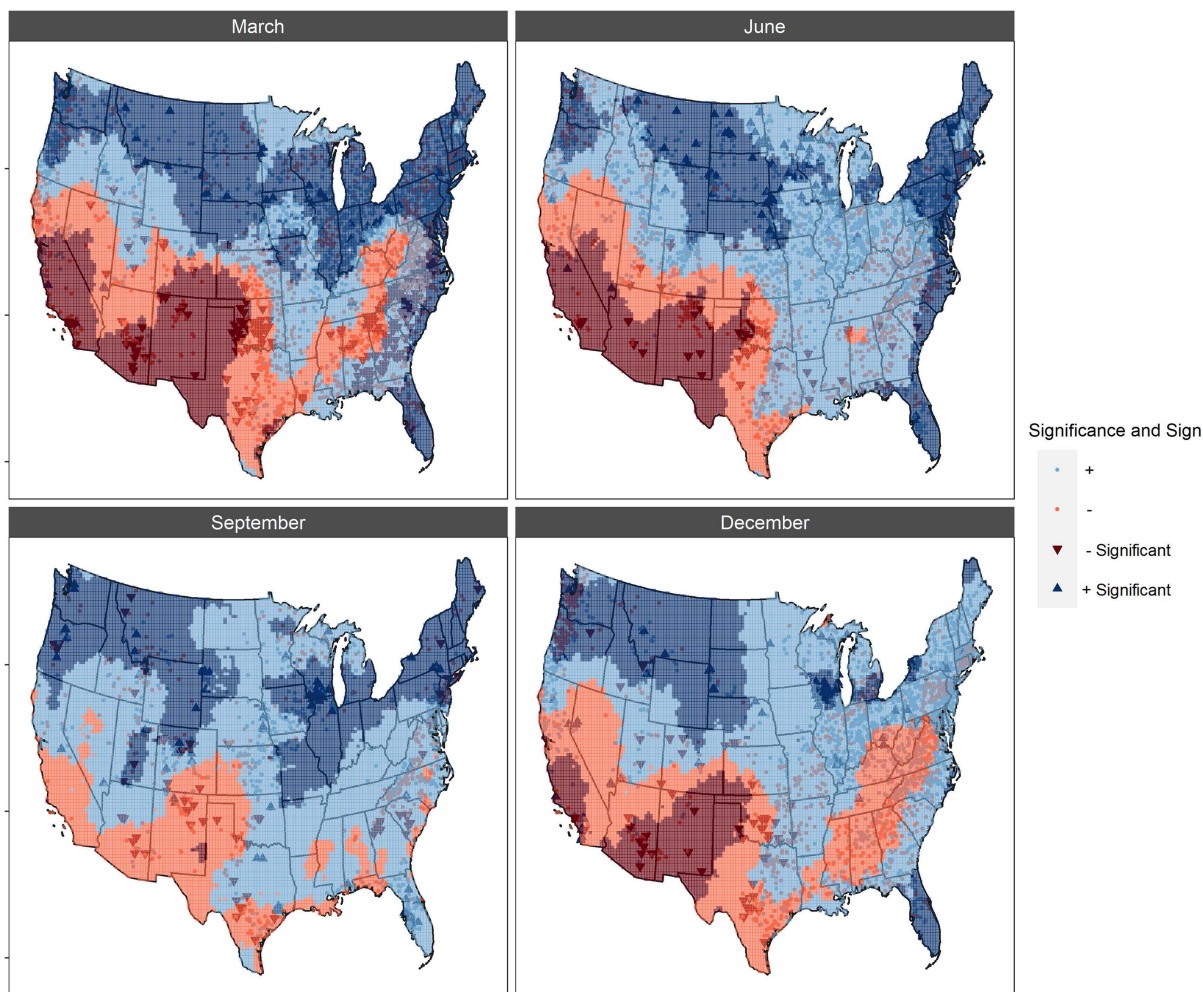 March
June
September
December
Significance and Sign
+
-
- Significant
+ Significant